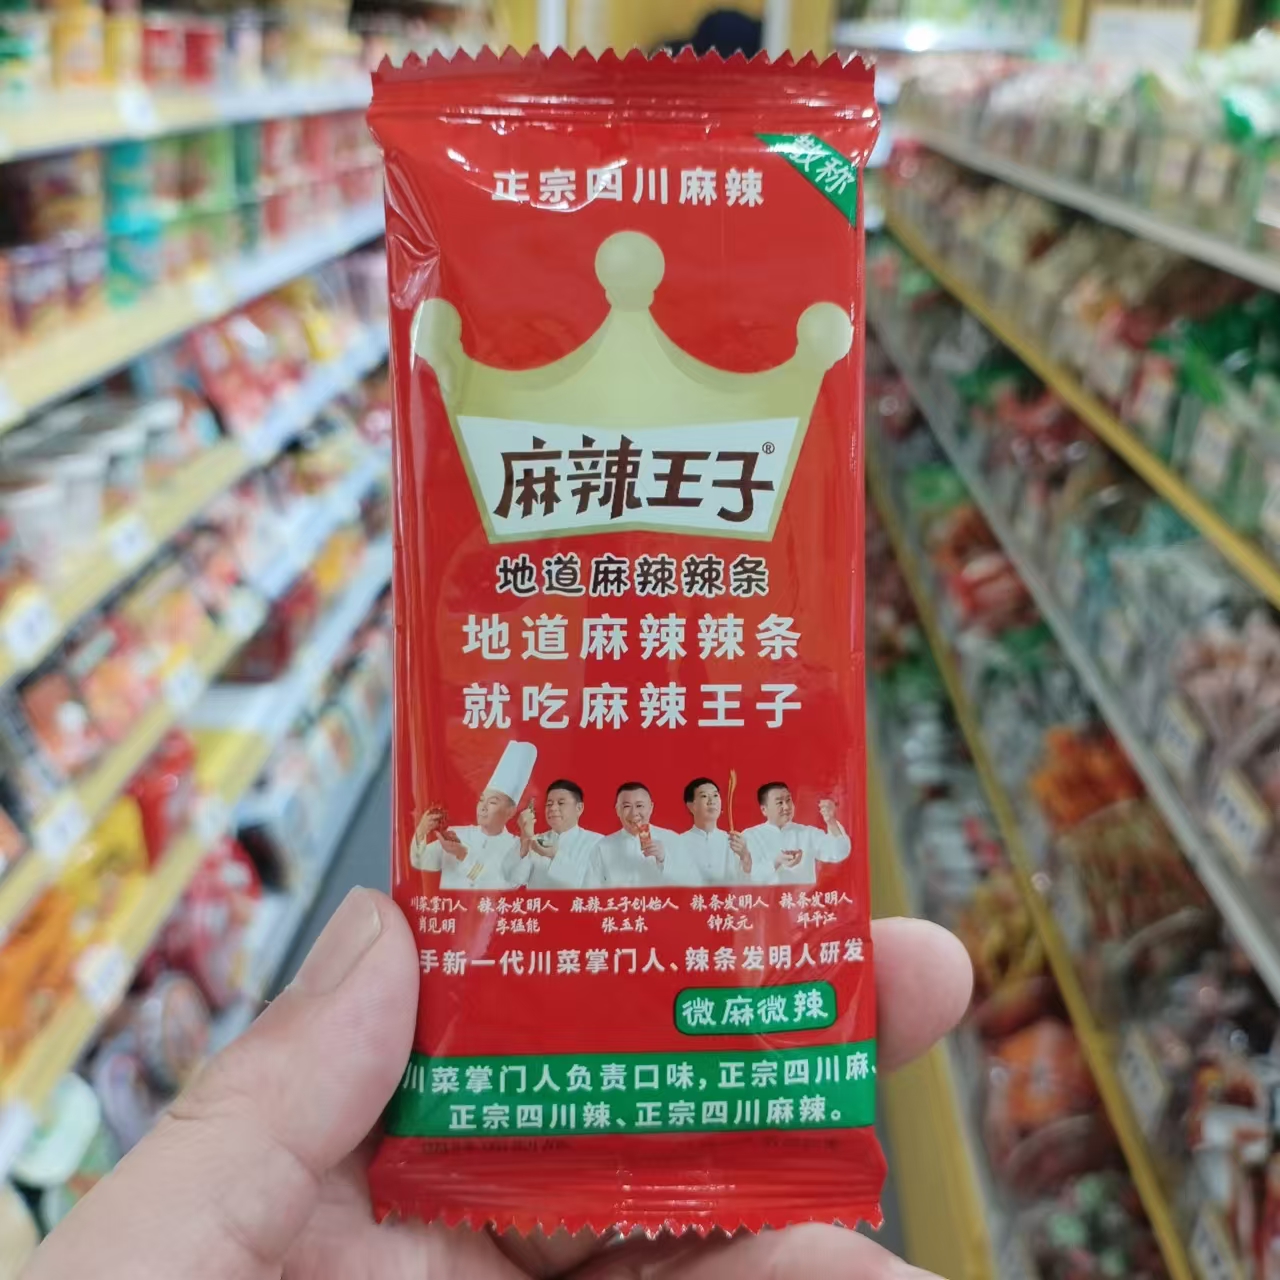 散称
正宗四川麻辣
麻辣王子®
地道麻辣辣条
地道麻辣辣条
就吃麻辣王子
川菜掌门人 辣条发明人 麻辣王子创始人 辣条发明人 辣条发明人
肖见明 李猛能 张玉东 钟庆元 邱平江
手新一代川菜掌门人、辣条发明人研发
微麻微辣
川菜掌门人负责口味,正宗四川麻、
正宗四川辣、正宗四川麻辣。